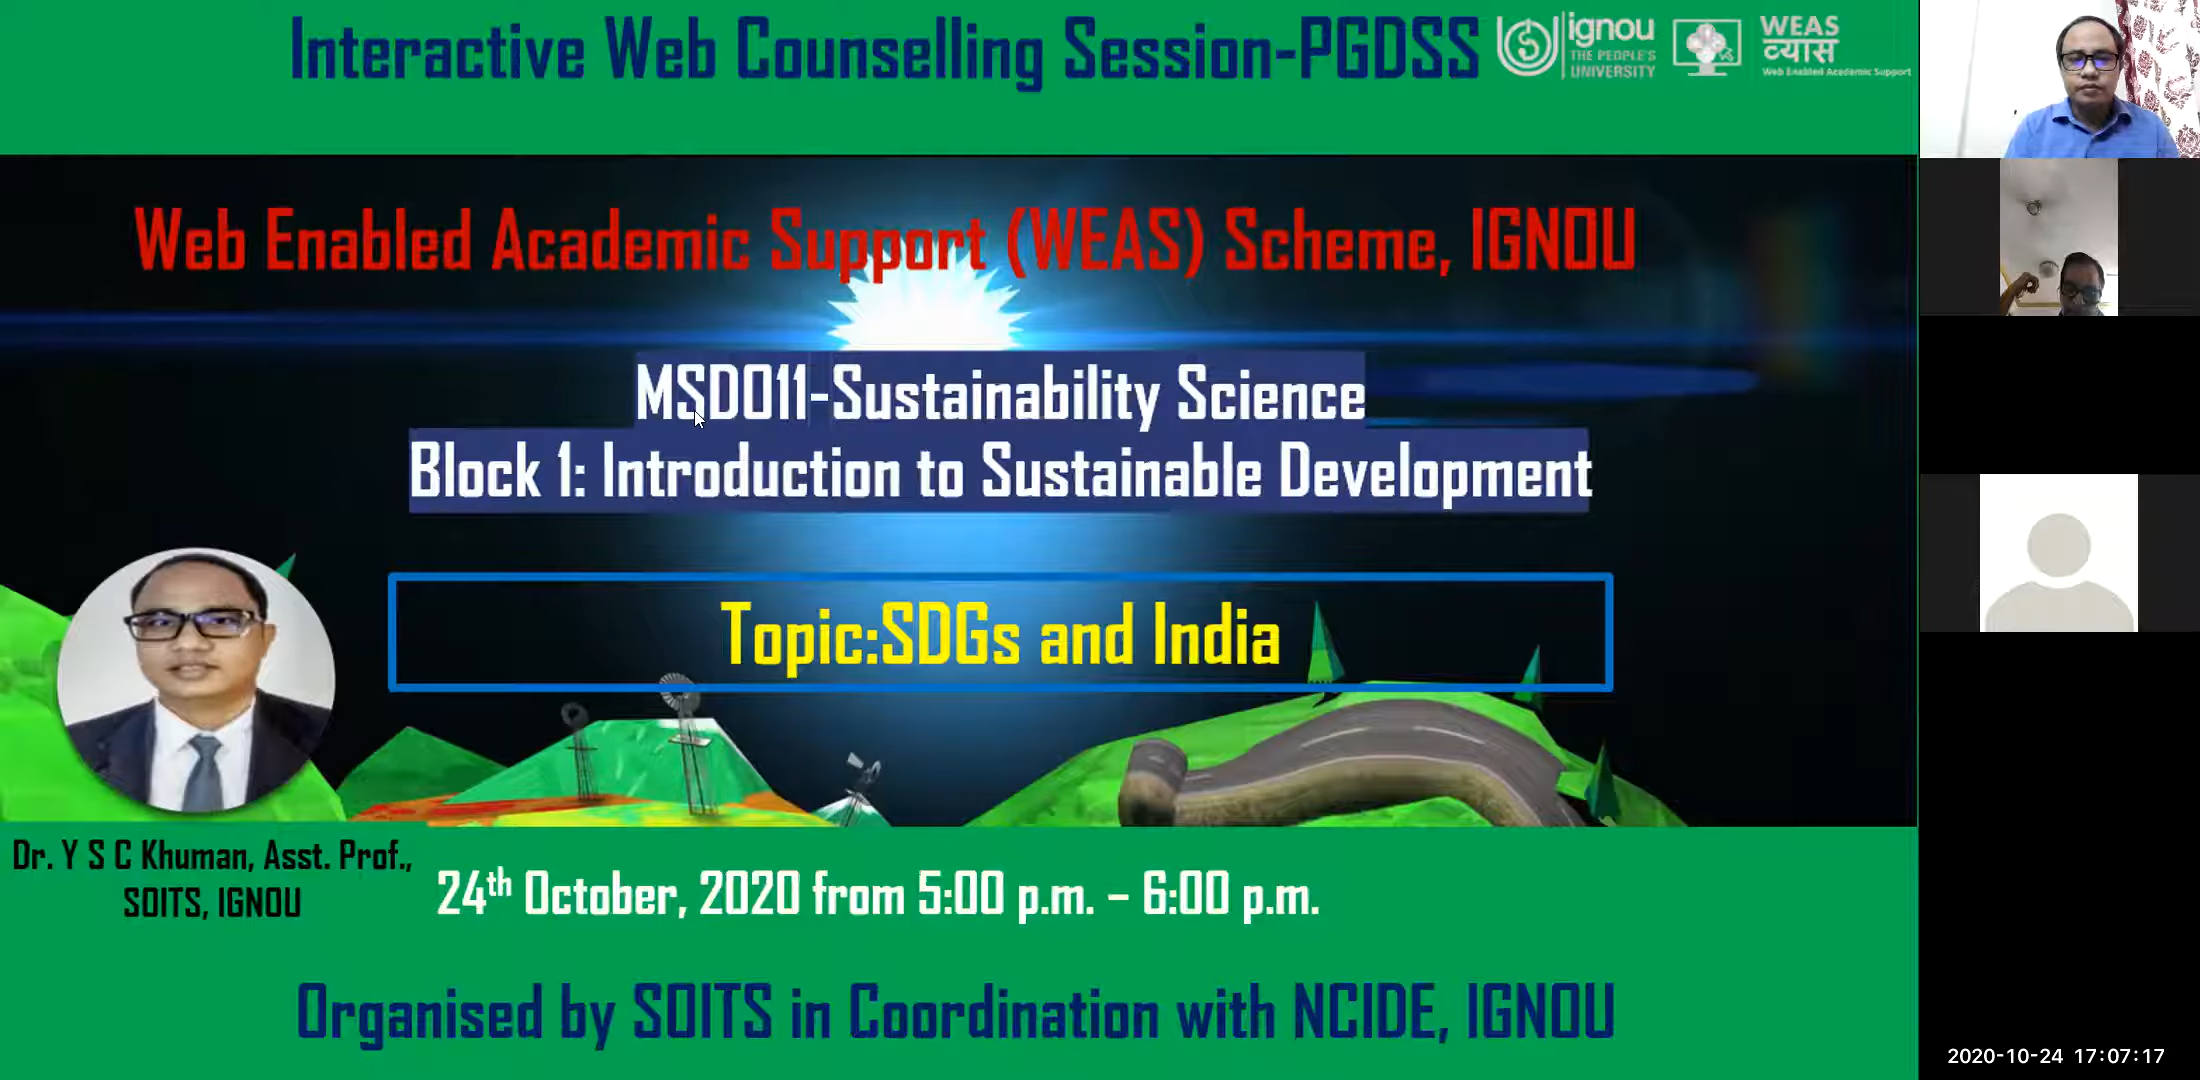 Interactive Web Counselling Session-PGDSS
ignou
THE PEOPLE'S
UNIVERSITY
WEAS
व्यास
Web Enabled Academic Support
Web Enabled Academic Support (WEAS) Scheme, IGNOU
MSD011-Sustainability Science
Block 1: Introduction to Sustainable Development
Topic:SDGs and India
Dr. Y S C Khuman, Asst. Prof.,
SOITS, IGNOU
24th October, 2020 from 5:00 p.m. – 6:00 p.m.
Organised by SOITS in Coordination with NCIDE, IGNOU
2020-10-24 17:07:17